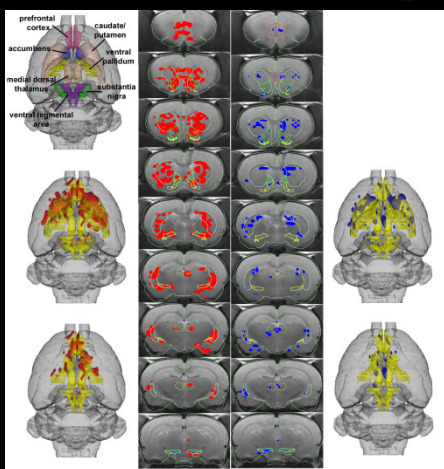 prefrontal
cortex
caudate/
putamen
accumbens
ventral
pallidum
medial dorsal
thalamus
substantia
nigra
ventral tegmental
area